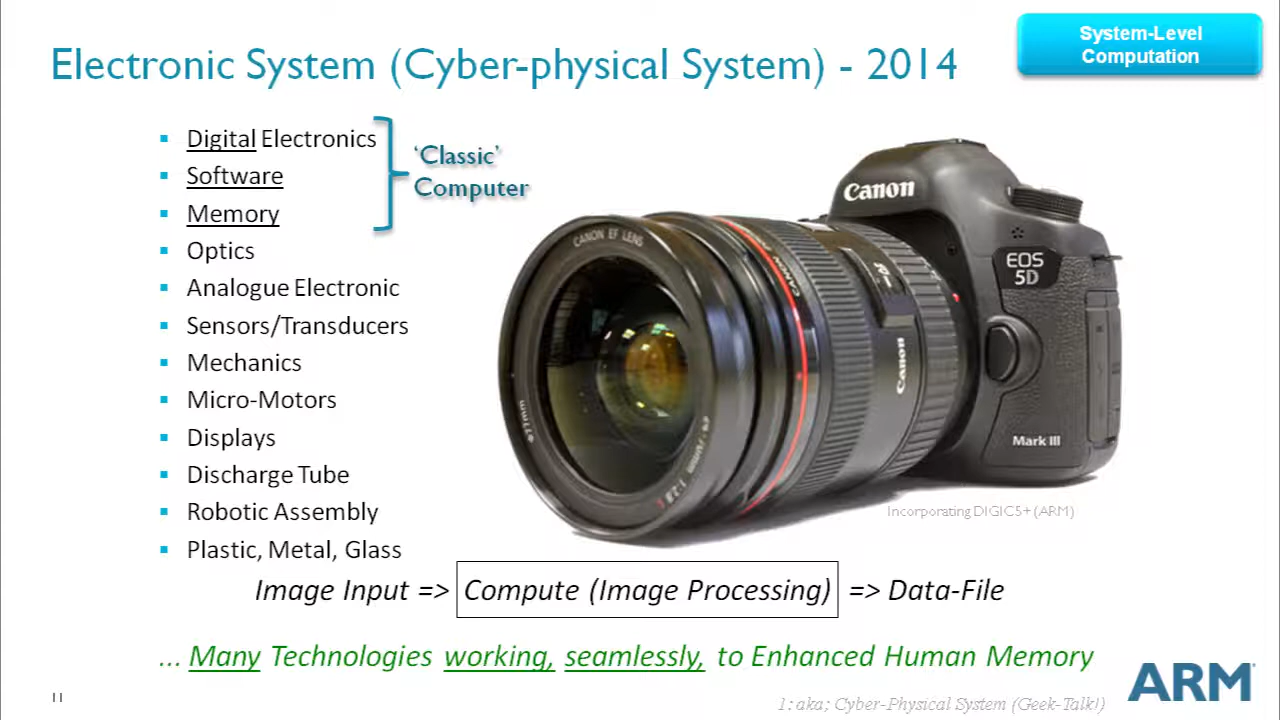 System-Level
Computation
Electronic System (Cyber-physical System) - 2014
Digital Electronics
Software
Memory
Optics
Analogue Electronic
Sensors/Transducers
Mechanics
Micro-Motors
Displays
Discharge Tube
Robotic Assembly
Plastic, Metal, Glass
'Classic'
Computer
Canon
EOS
5D
Mark III
CANON EF LENS
Canon
Incorporating DIGIC5+ (ARM)
Image Input => Compute (Image Processing) => Data-File
... Many Technologies working, seamlessly, to Enhanced Human Memory
11
1: aka; Cyber-Physical System (Geek-Talk!)
ARM